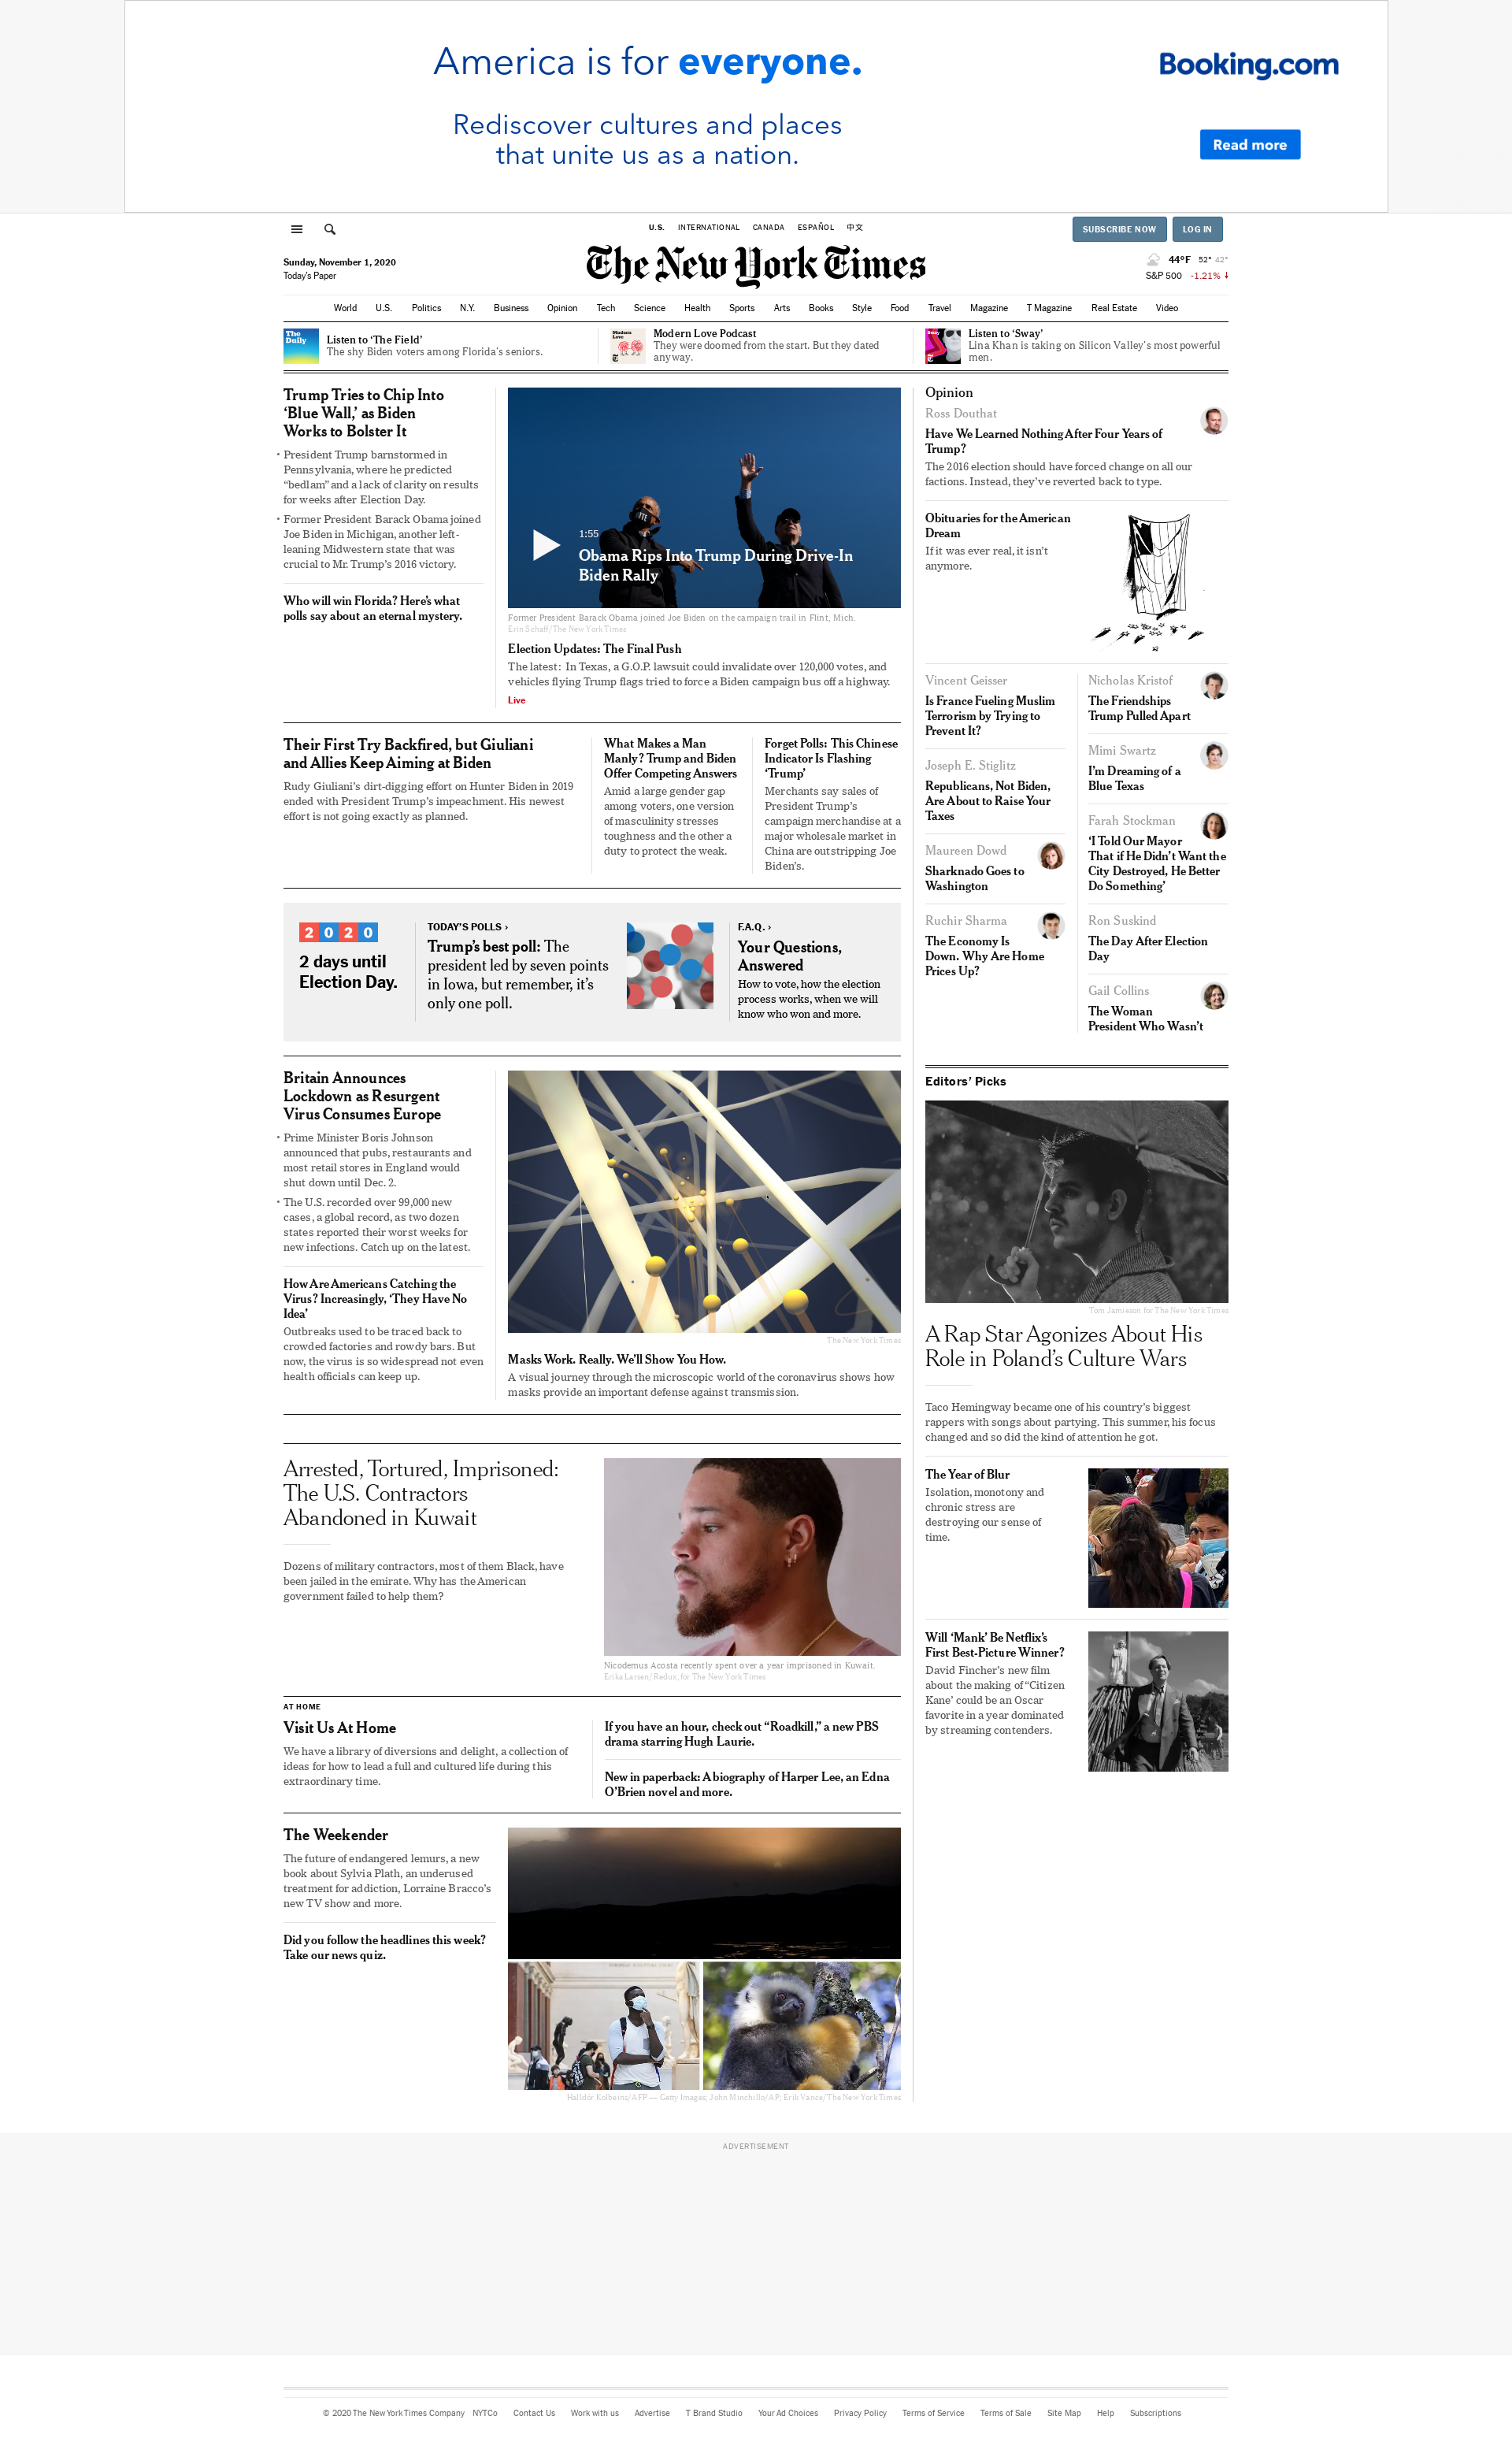 America is for everyone.
Booking.com
Rediscover cultures and places
that unite us as a nation.
Read more
U.S. INTERNATIONAL CANADA ESPAÑOL 中文
SUBSCRIBE NOW LOG IN
Sunday, November 1, 2020
Today's Paper
The New York Times
44°F 52° 42°
S&P 500 -1.21%
World U.S. Politics N.Y. Business Opinion Tech Science Health Sports Arts Books Style Food Travel Magazine T Magazine Real Estate Video
The
Daily
Listen to ‘The Field’
The shy Biden voters among Florida’s seniors.
Modern
Love
Modern Love Podcast
They were doomed from the start. But they dated
anyway.
Sway
Listen to ‘Sway’
Lina Khan is taking on Silicon Valley’s most powerful
men.
Trump Tries to Chip Into
‘Blue Wall,’ as Biden
Works to Bolster It
• President Trump barnstormed in
Pennsylvania, where he predicted
“bedlam” and a lack of clarity on results
for weeks after Election Day.
• Former President Barack Obama joined
Joe Biden in Michigan, another left-
leaning Midwestern state that was
crucial to Mr. Trump’s 2016 victory.
Who will win Florida? Here’s what
polls say about an eternal mystery.
1:55
Obama Rips Into Trump During Drive-In
Biden Rally
Former President Barack Obama joined Joe Biden on the campaign trail in Flint, Mich.
Erin Schaff/The New York Times
Election Updates: The Final Push
The latest: In Texas, a G.O.P. lawsuit could invalidate over 120,000 votes, and
vehicles flying Trump flags tried to force a Biden campaign bus off a highway.
Live
Their First Try Backfired, but Giuliani
and Allies Keep Aiming at Biden
Rudy Giuliani’s dirt-digging effort on Hunter Biden in 2019
ended with President Trump’s impeachment. His newest
effort is not going exactly as planned.
What Makes a Man
Manly? Trump and Biden
Offer Competing Answers
Amid a large gender gap
among voters, one version
of masculinity stresses
toughness and the other a
duty to protect the weak.
Forget Polls: This Chinese
Indicator Is Flashing
‘Trump’
Merchants say sales of
President Trump’s
campaign merchandise at a
major wholesale market in
China are outstripping Joe
Biden’s.
2020
2 days until
Election Day.
TODAY’S POLLS ›
Trump’s best poll: The
president led by seven points
in Iowa, but remember, it’s
only one poll.
F.A.Q. ›
Your Questions,
Answered
How to vote, how the election
process works, when we will
know who won and more.
Britain Announces
Lockdown as Resurgent
Virus Consumes Europe
• Prime Minister Boris Johnson
announced that pubs, restaurants and
most retail stores in England would
shut down until Dec. 2.
• The U.S. recorded over 99,000 new
cases, a global record, as two dozen
states reported their worst weeks for
new infections. Catch up on the latest.
How Are Americans Catching the
Virus? Increasingly, ‘They Have No
Idea’
Outbreaks used to be traced back to
crowded factories and rowdy bars. But
now, the virus is so widespread not even
health officials can keep up.
The New York Times
Masks Work. Really. We’ll Show You How.
A visual journey through the microscopic world of the coronavirus shows how
masks provide an important defense against transmission.
Arrested, Tortured, Imprisoned:
The U.S. Contractors
Abandoned in Kuwait
Dozens of military contractors, most of them Black, have
been jailed in the emirate. Why has the American
government failed to help them?
Nicodemus Acosta recently spent over a year imprisoned in Kuwait.
Erika Larsen/Redux, for The New York Times
AT HOME
Visit Us At Home
We have a library of diversions and delight, a collection of
ideas for how to lead a full and cultured life during this
extraordinary time.
If you have an hour, check out “Roadkill,” a new PBS
drama starring Hugh Laurie.
New in paperback: A biography of Harper Lee, an Edna
O’Brien novel and more.
The Weekender
The future of endangered lemurs, a new
book about Sylvia Plath, an underused
treatment for addiction, Lorraine Bracco’s
new TV show and more.
Did you follow the headlines this week?
Take our news quiz.
Halldór Kolbeins/AFP — Getty Images; John Minchillo/AP; Erik Vance/The New York Times
Opinion
Ross Douthat
Have We Learned Nothing After Four Years of
Trump?
The 2016 election should have forced change on all our
factions. Instead, they’ve reverted back to type.
Obituaries for the American
Dream
If it was ever real, it isn’t
anymore.
Vincent Geisser
Is France Fueling Muslim
Terrorism by Trying to
Prevent It?
Joseph E. Stiglitz
Republicans, Not Biden,
Are About to Raise Your
Taxes
Maureen Dowd
Sharknado Goes to
Washington
Ruchir Sharma
The Economy Is
Down. Why Are Home
Prices Up?
Nicholas Kristof
The Friendships
Trump Pulled Apart
Mimi Swartz
I’m Dreaming of a
Blue Texas
Farah Stockman
‘I Told Our Mayor
That if He Didn’t Want the
City Destroyed, He Better
Do Something’
Ron Suskind
The Day After Election
Day
Gail Collins
The Woman
President Who Wasn’t
Editors’ Picks
Tom Jamieson for The New York Times
A Rap Star Agonizes About His
Role in Poland’s Culture Wars
Taco Hemingway became one of his country’s biggest
rappers with songs about partying. This summer, his focus
changed and so did the kind of attention he got.
The Year of Blur
Isolation, monotony and
chronic stress are
destroying our sense of
time.
Will ‘Mank’ Be Netflix’s
First Best-Picture Winner?
David Fincher’s new film
about the making of “Citizen
Kane’ could be an Oscar
favorite in a year dominated
by streaming contenders.
ADVERTISEMENT
© 2020 The New York Times Company NYTCo Contact Us Work with us Advertise T Brand Studio Your Ad Choices Privacy Policy Terms of Service Terms of Sale Site Map Help Subscriptions